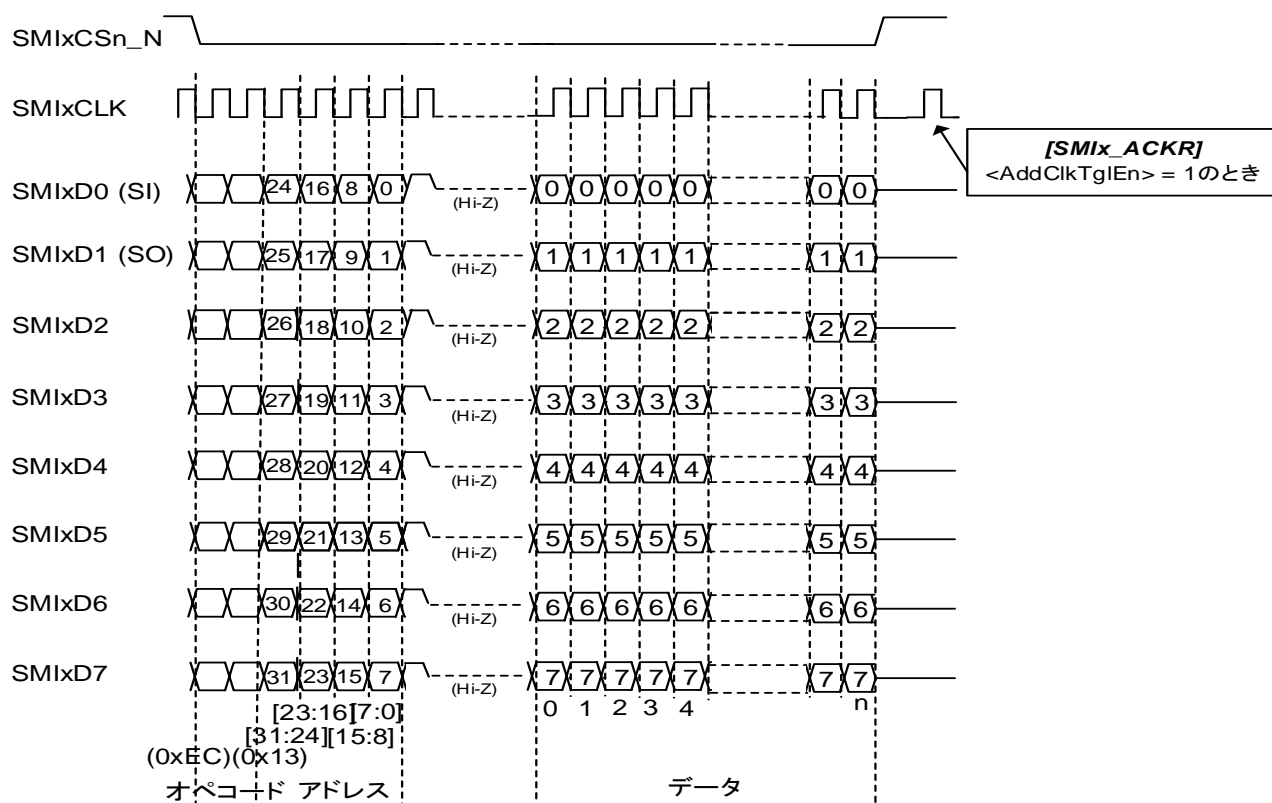 SMIxCSn_N
SMIxCLK
[SMIx_ACKR]
<AddClkTglEn> = 1のとき
SMIxD0 (SI) 24 16 8 0 (Hi-Z) 0 0 0 0 0 0 0
SMIxD1 (SO) 25 17 9 1 (Hi-Z) 1 1 1 1 1 1 1
SMIxD2 26 18 10 2 (Hi-Z) 2 2 2 2 2 2 2
SMIxD3 27 19 11 3 (Hi-Z) 3 3 3 3 3 3 3
SMIxD4 28 20 12 4 (Hi-Z) 4 4 4 4 4 4 4
SMIxD5 29 21 13 5 (Hi-Z) 5 5 5 5 5 5 5
SMIxD6 30 22 14 6 (Hi-Z) 6 6 6 6 6 6 6
SMIxD7 31 23 15 7 (Hi-Z) 7 7 7 7 7 7 7
0 1 2 3 4 n
[23:16][7:0]
[31:24][15:8]
(0xEC)(0x13)
オペコード アドレス データ